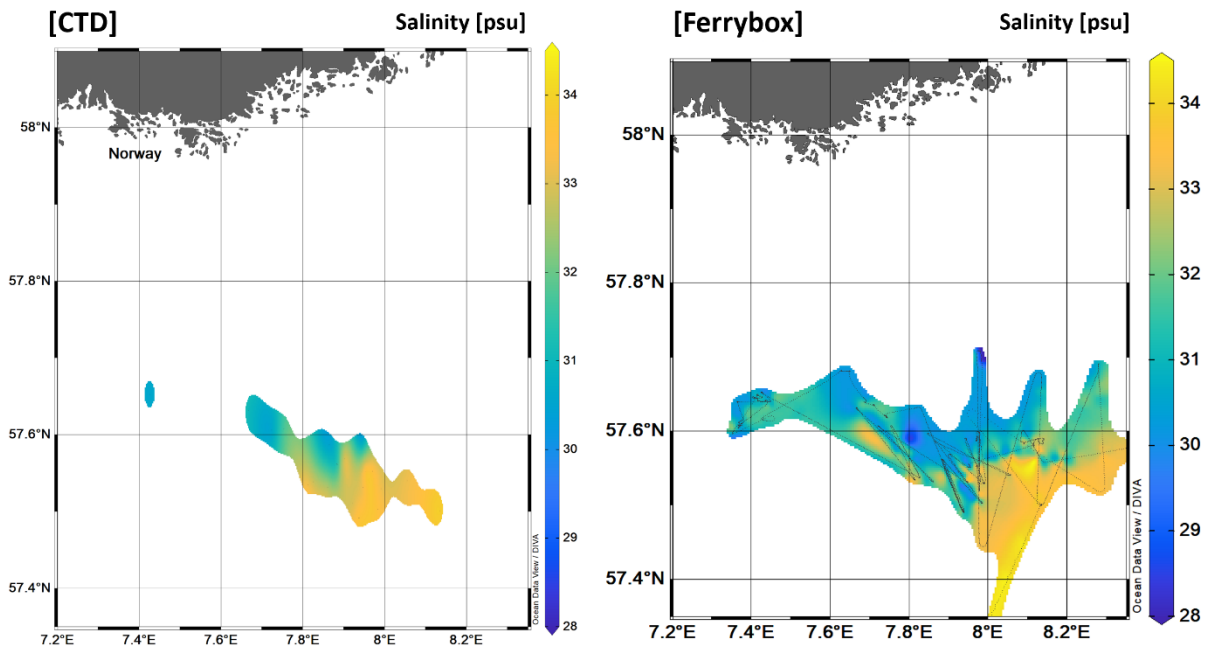 [CTD]
Salinity [psu]
58°N
57.8°N
57.6°N
57.4°N
7.2°E
7.4°E
7.6°E
7.8°E
8°E
8.2°E
Norway
34
33
32
31
30
29
28
Ocean Data View / DIVA
[Ferrybox]
Salinity [psu]
58°N
57.8°N
57.6°N
57.4°N
7.2°E
7.4°E
7.6°E
7.8°E
8°E
8.2°E
34
33
32
31
30
29
28
Ocean Data View / DIVA